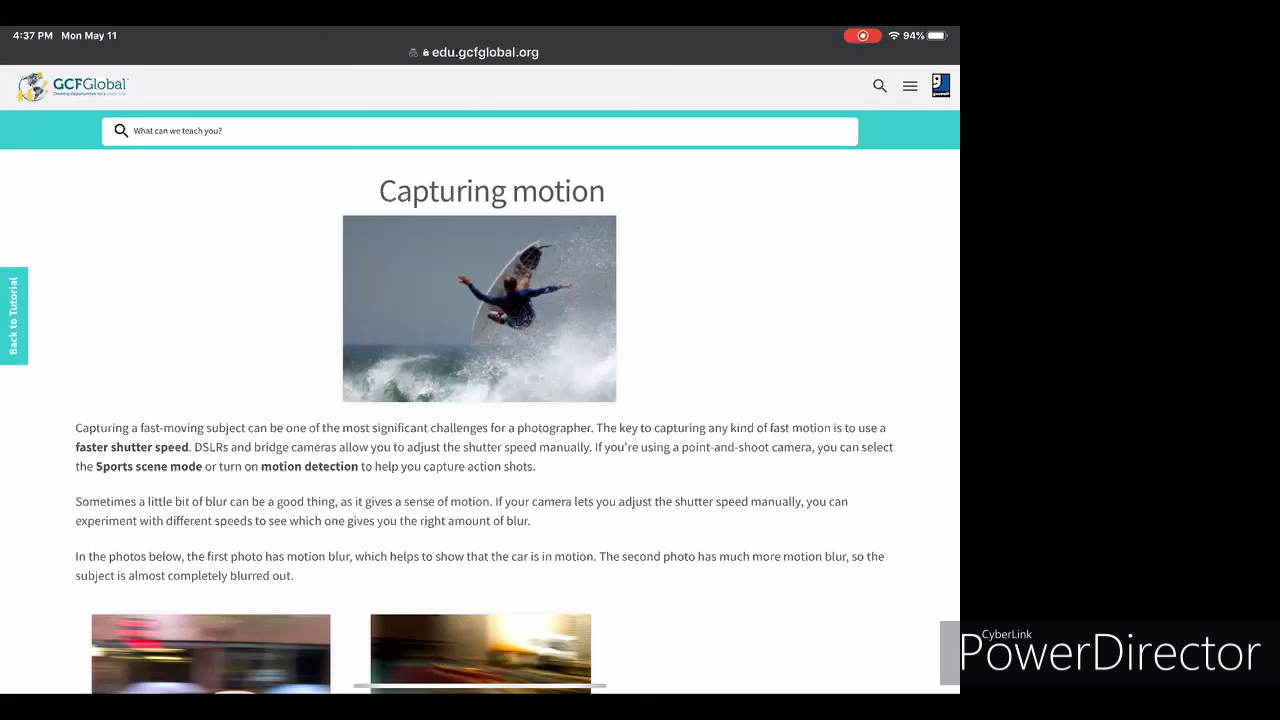 4:37 PM Mon May 11
94%
edu.gcfglobal.org
GCFGlobal
What can we teach you?
Capturing motion
Back to Tutorial
Capturing a fast-moving subject can be one of the most significant challenges for a photographer. The key to capturing any kind of fast motion is to use a
faster shutter speed. DSLRs and bridge cameras allow you to adjust the shutter speed manually. If you're using a point-and-shoot camera, you can select
the Sports scene mode or turn on motion detection to help you capture action shots.
Sometimes a little bit of blur can be a good thing, as it gives a sense of motion. If your camera lets you adjust the shutter speed manually, you can
experiment with different speeds to see which one gives you the right amount of blur.
In the photos below, the first photo has motion blur, which helps to show that the car is in motion. The second photo has much more motion blur, so the
subject is almost completely blurred out.
CyberLink
PowerDirector